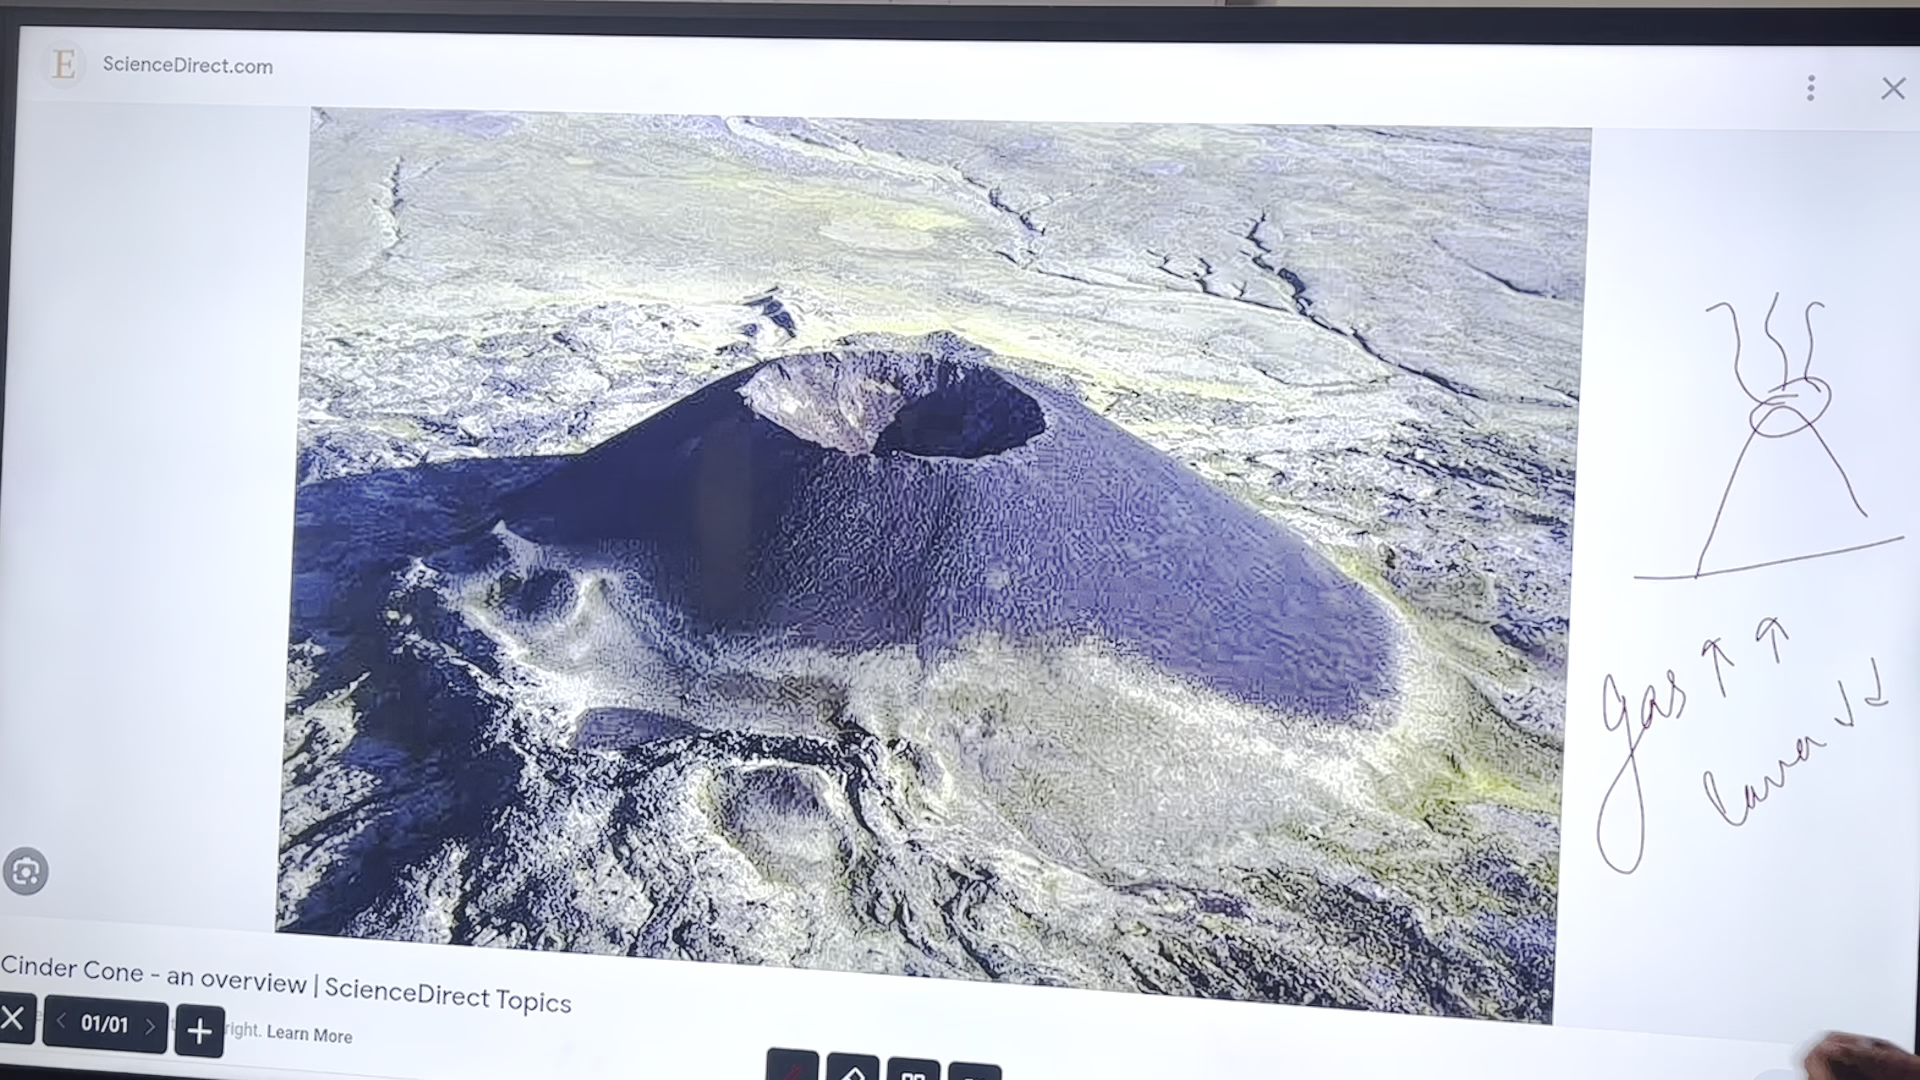 E ScienceDirect.com
gas ↑ ↑
Lava ↓↓
Cinder Cone - an overview | ScienceDirect Topics
right. Learn More
01/01